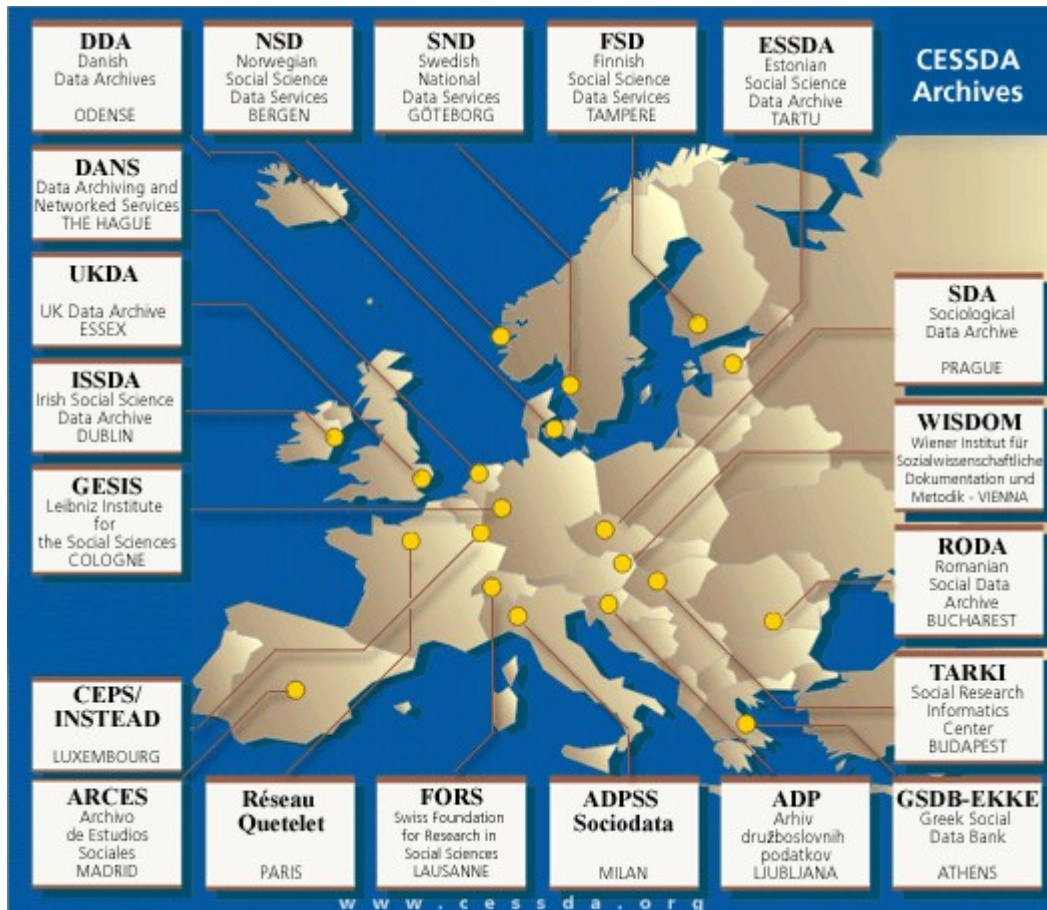 DDA
Danish
Data Archives
ODENSE
NSD
Norwegian
Social Science
Data Services
BERGEN
SND
Swedish
National
Data Services
GÖTEBORG
FSD
Finnish
Social Science
Data Services
TAMPERE
ESSDA
Estonian
Social Science
Data Archive
TARTU
CESSDA
Archives
DANS
Data Archiving and
Networked Services
THE HAGUE
UKDA
UK Data Archive
ESSEX
ISSDA
Irish Social Science
Data Archive
DUBLIN
GESIS
Leibniz Institute
for
the Social Sciences
COLOGNE
SDA
Sociological
Data Archive
PRAGUE
WISDOM
Wiener Institut für
Sozialwissenschaftliche
Dokumentation und
Metodik - VIENNA
RODA
Romanian
Social Data
Archive
BUCHAREST
TARKI
Social Research
Informatics
Center
BUDAPEST
CEPS/
INSTEAD
LUXEMBOURG
ARCES
Archivo
de Estudios
Sociales
MADRID
Réseau
Quetelet
PARIS
FORS
Swiss Foundation
for Research in
Social Sciences
LAUSANNE
ADPSS
Sociodata
MILAN
ADP
Arhiv
družboslovnih
podatkov
LJUBLJANA
GSDB-EKKE
Greek Social
Data Bank
ATHENS
www.cessda.org